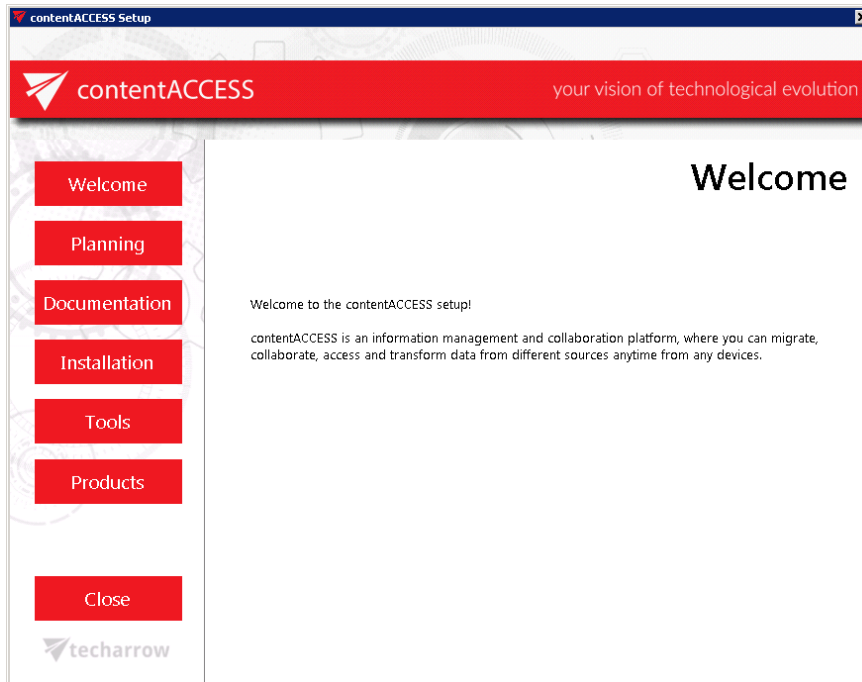 contentACCESS Setup
contentACCESS
your vision of technological evolution
Welcome
Planning
Documentation
Installation
Tools
Products
Close
techarrow
Welcome
Welcome to the contentACCESS setup!
contentACCESS is an information management and collaboration platform, where you can migrate,
collaborate, access and transform data from different sources anytime from any devices.